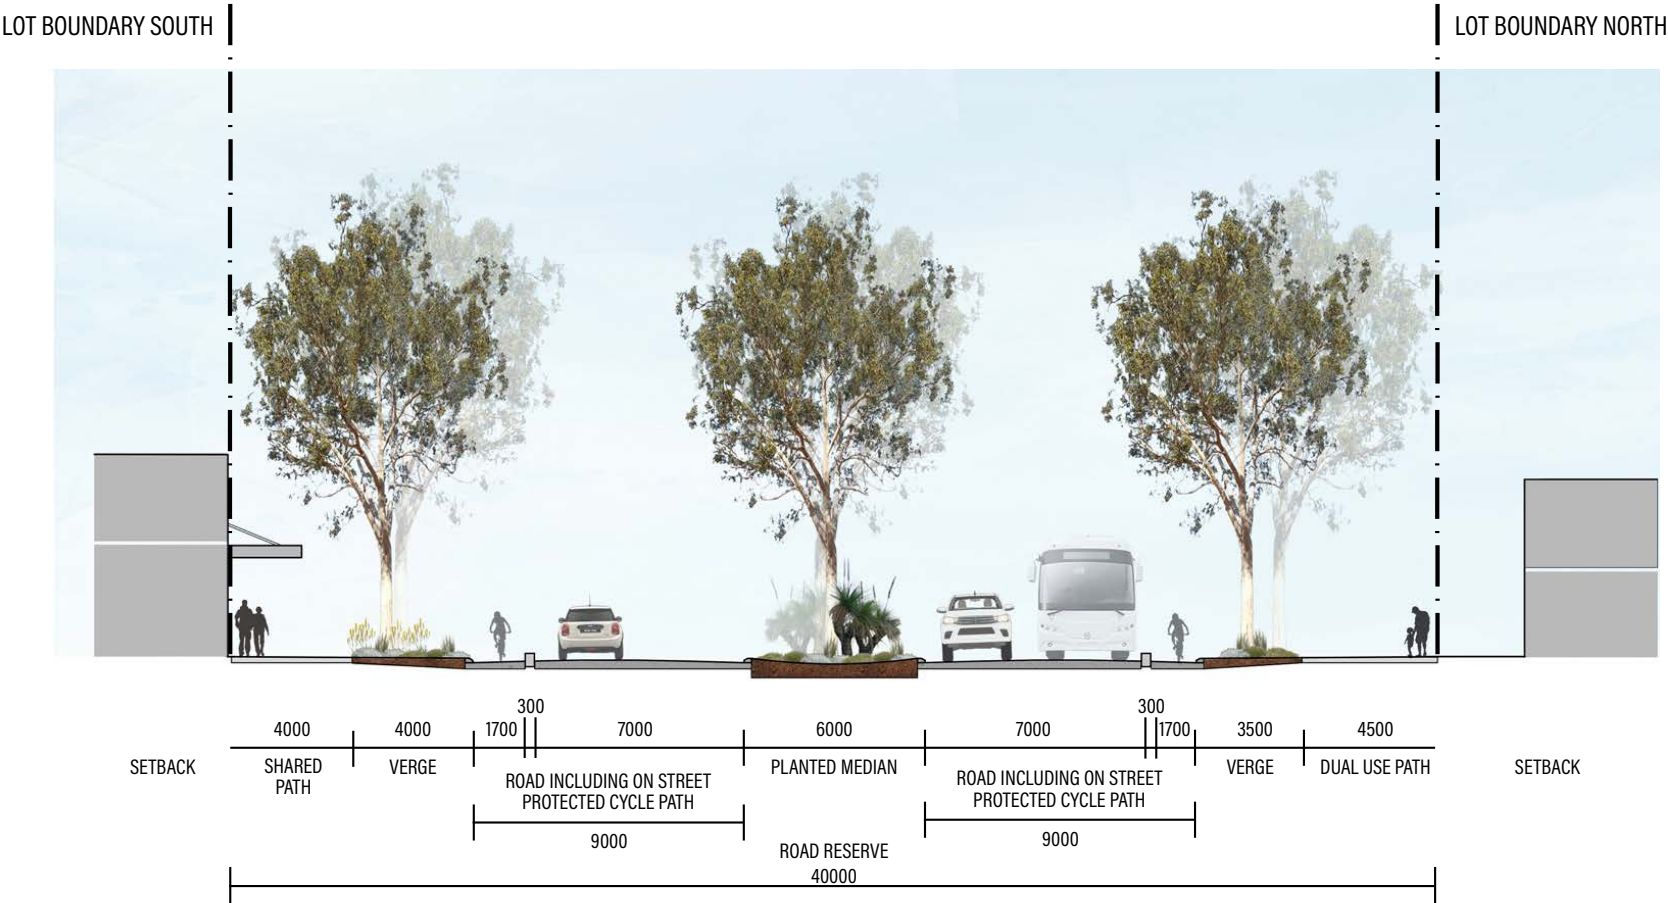 LOT BOUNDARY SOUTH
LOT BOUNDARY NORTH
300
300
4000
4000
1700
7000
6000
7000
1700
3500
4500
SETBACK
SHARED
PATH
VERGE
ROAD INCLUDING ON STREET
PROTECTED CYCLE PATH
PLANTED MEDIAN
ROAD INCLUDING ON STREET
PROTECTED CYCLE PATH
VERGE
DUAL USE PATH
SETBACK
9000
9000
ROAD RESERVE
40000